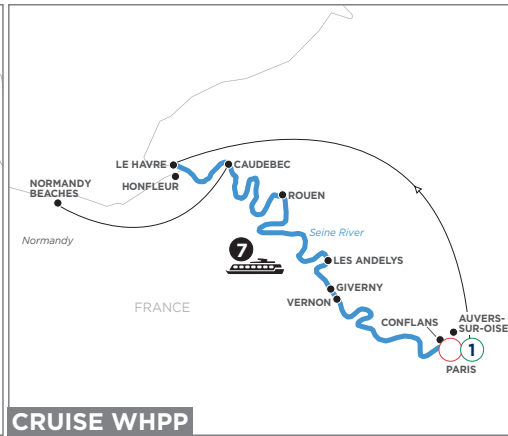 LE HAVRE
CAUDEBEC
HONFLEUR
NORMANDY
BEACHES
ROUEN
Normandy
Seine River
7
LES ANDELYS
GIVERNY
VERNON
FRANCE
CONFLANS
AUVERS-
SUR-OISE
1
PARIS
CRUISE WHPP